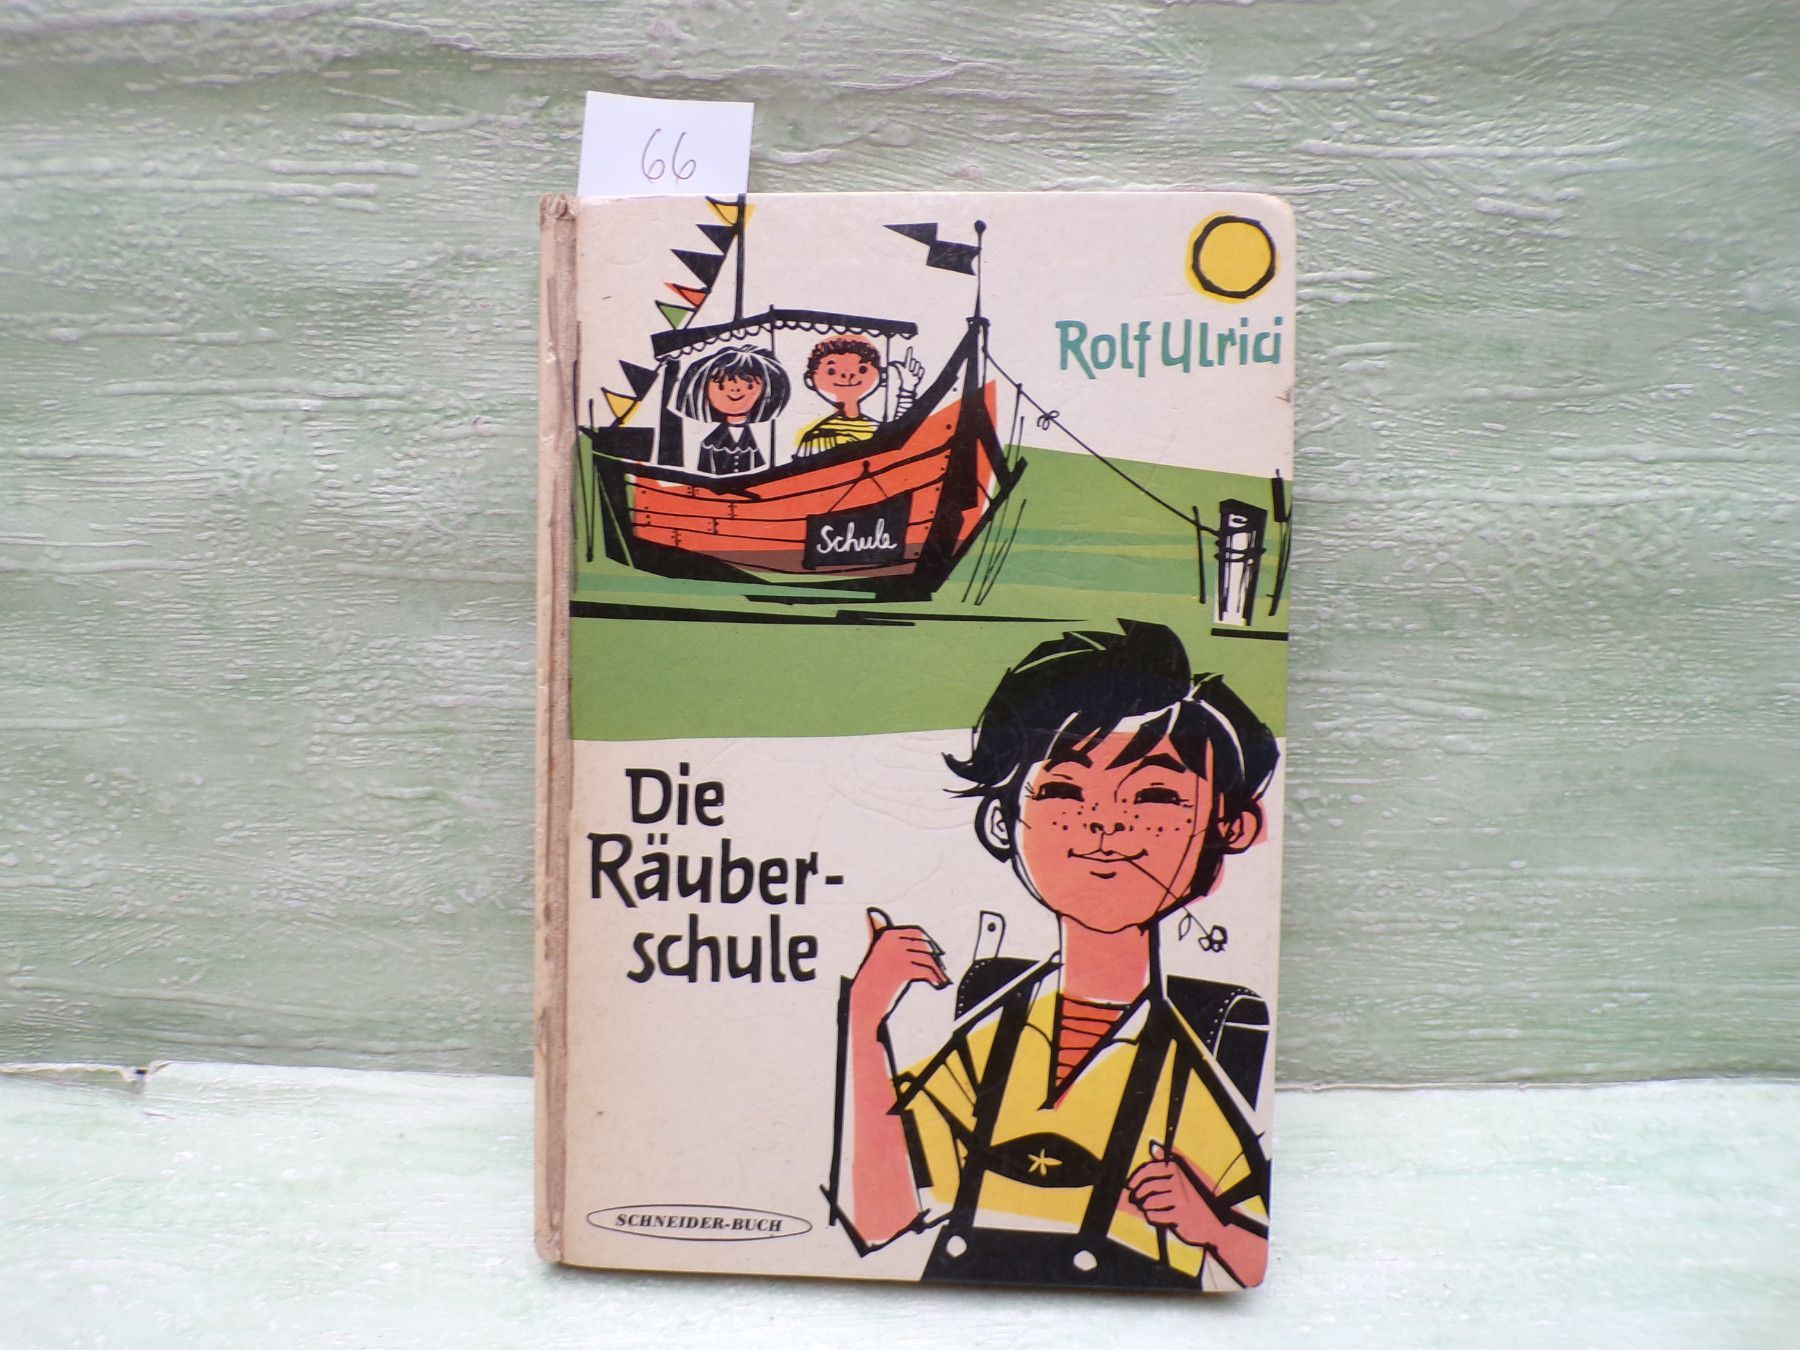 66
Rolf Ulrici
Schule
Die
Räuber-
schule
SCHNEIDER-BUCH